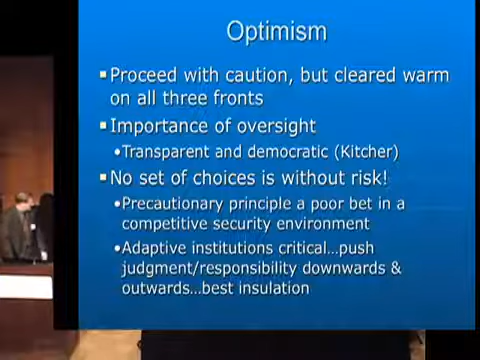 Optimism
▪Proceed with caution, but cleared warm
on all three fronts
▪Importance of oversight
•Transparent and democratic (Kitcher)
▪No set of choices is without risk!
•Precautionary principle a poor bet in a
competitive security environment
•Adaptive institutions critical…push
judgment/responsibility downwards &
outwards…best insulation